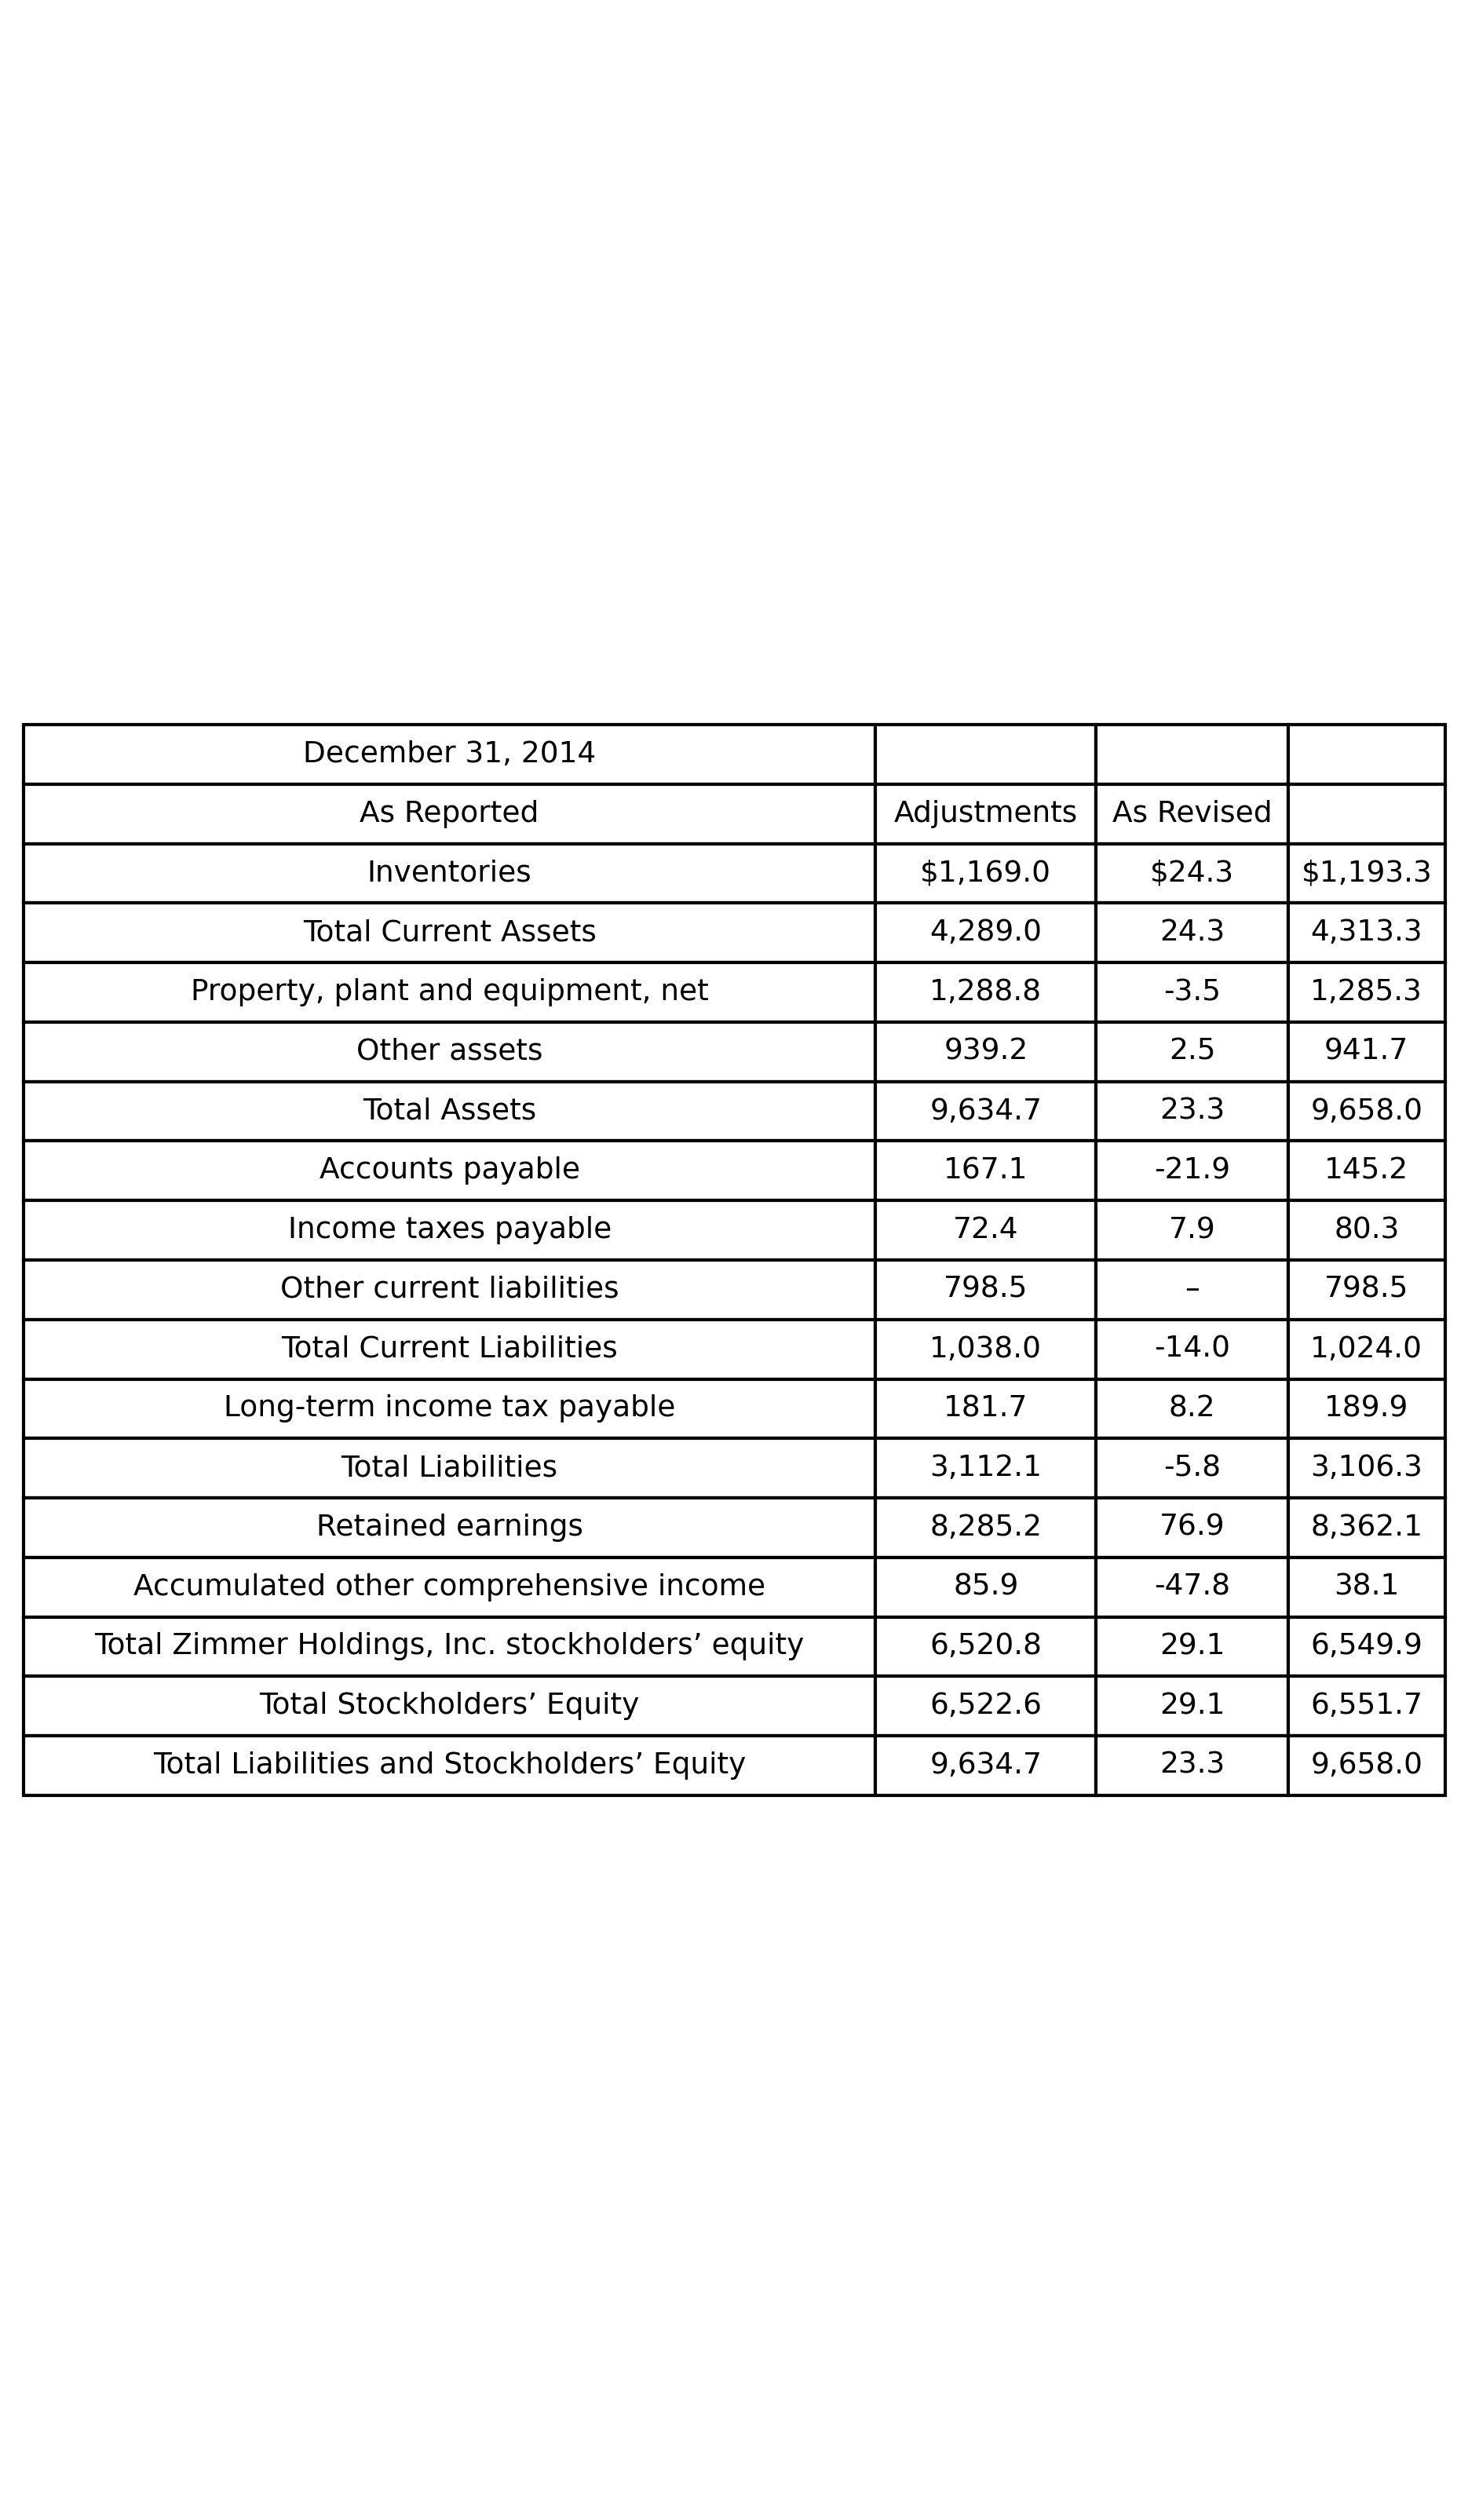 December 31, 2014
As Reported Adjustments As Revised
Inventories $1,169.0 $24.3 $1,193.3
Total Current Assets 4,289.0 24.3 4,313.3
Property, plant and equipment, net 1,288.8 -3.5 1,285.3
Other assets 939.2 2.5 941.7
Total Assets 9,634.7 23.3 9,658.0
Accounts payable 167.1 -21.9 145.2
Income taxes payable 72.4 7.9 80.3
Other current liabilities 798.5 – 798.5
Total Current Liabilities 1,038.0 -14.0 1,024.0
Long-term income tax payable 181.7 8.2 189.9
Total Liabilities 3,112.1 -5.8 3,106.3
Retained earnings 8,285.2 76.9 8,362.1
Accumulated other comprehensive income 85.9 -47.8 38.1
Total Zimmer Holdings, Inc. stockholders’ equity 6,520.8 29.1 6,549.9
Total Stockholders’ Equity 6,522.6 29.1 6,551.7
Total Liabilities and Stockholders’ Equity 9,634.7 23.3 9,658.0